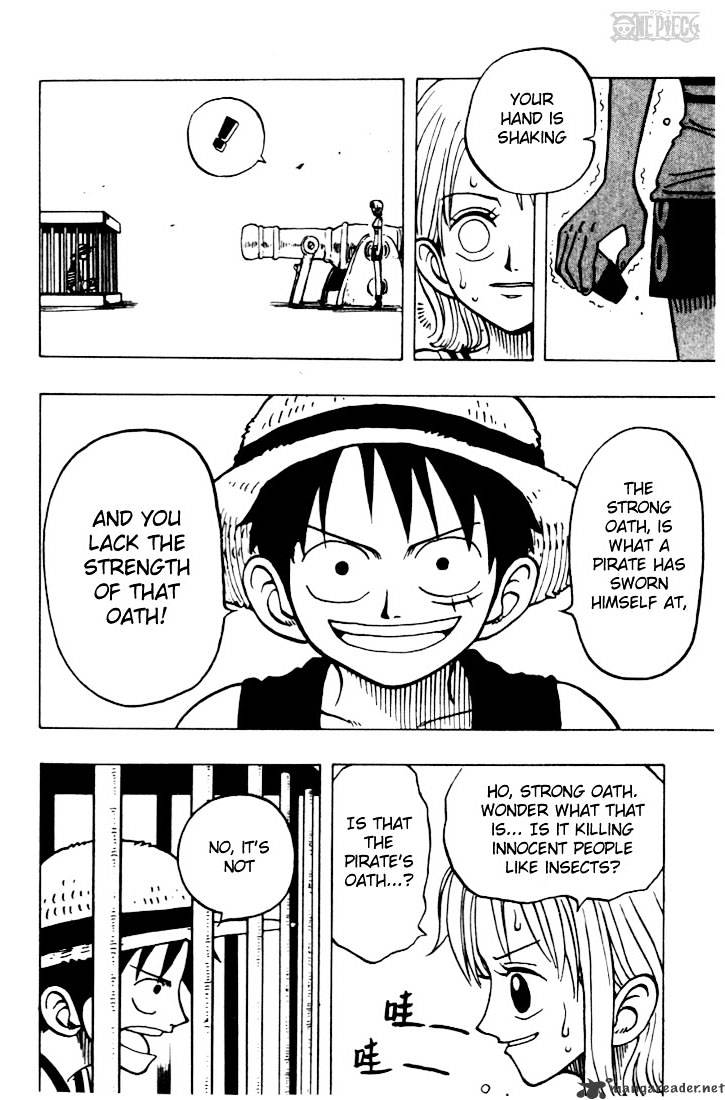 ONE PIECE
YOUR
HAND IS
SHAKING
!
THE
STRONG
OATH, IS
WHAT A
PIRATE HAS
SWORN
HIMSELF AT,
AND YOU
LACK THE
STRENGTH
OF THAT
OATH!
HO, STRONG OATH.
WONDER WHAT THAT
IS... IS IT KILLING
INNOCENT PEOPLE
LIKE INSECTS?
IS THAT
THE
PIRATE'S
OATH...?
哇
哇
NO, IT'S
NOT
mangareader.net